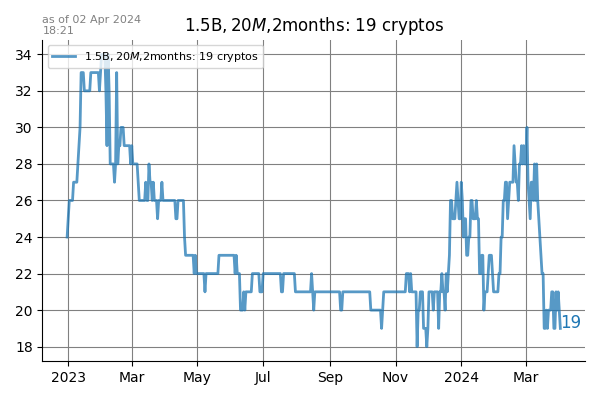 as of 02 Apr 2024
18:21
1.5B, 20M,2months: 19 cryptos
1.5B, 20M,2months: 19 cryptos
34
32
30
28
26
24
22
20
18
19
2023
Mar
May
Jul
Sep
Nov
2024
Mar